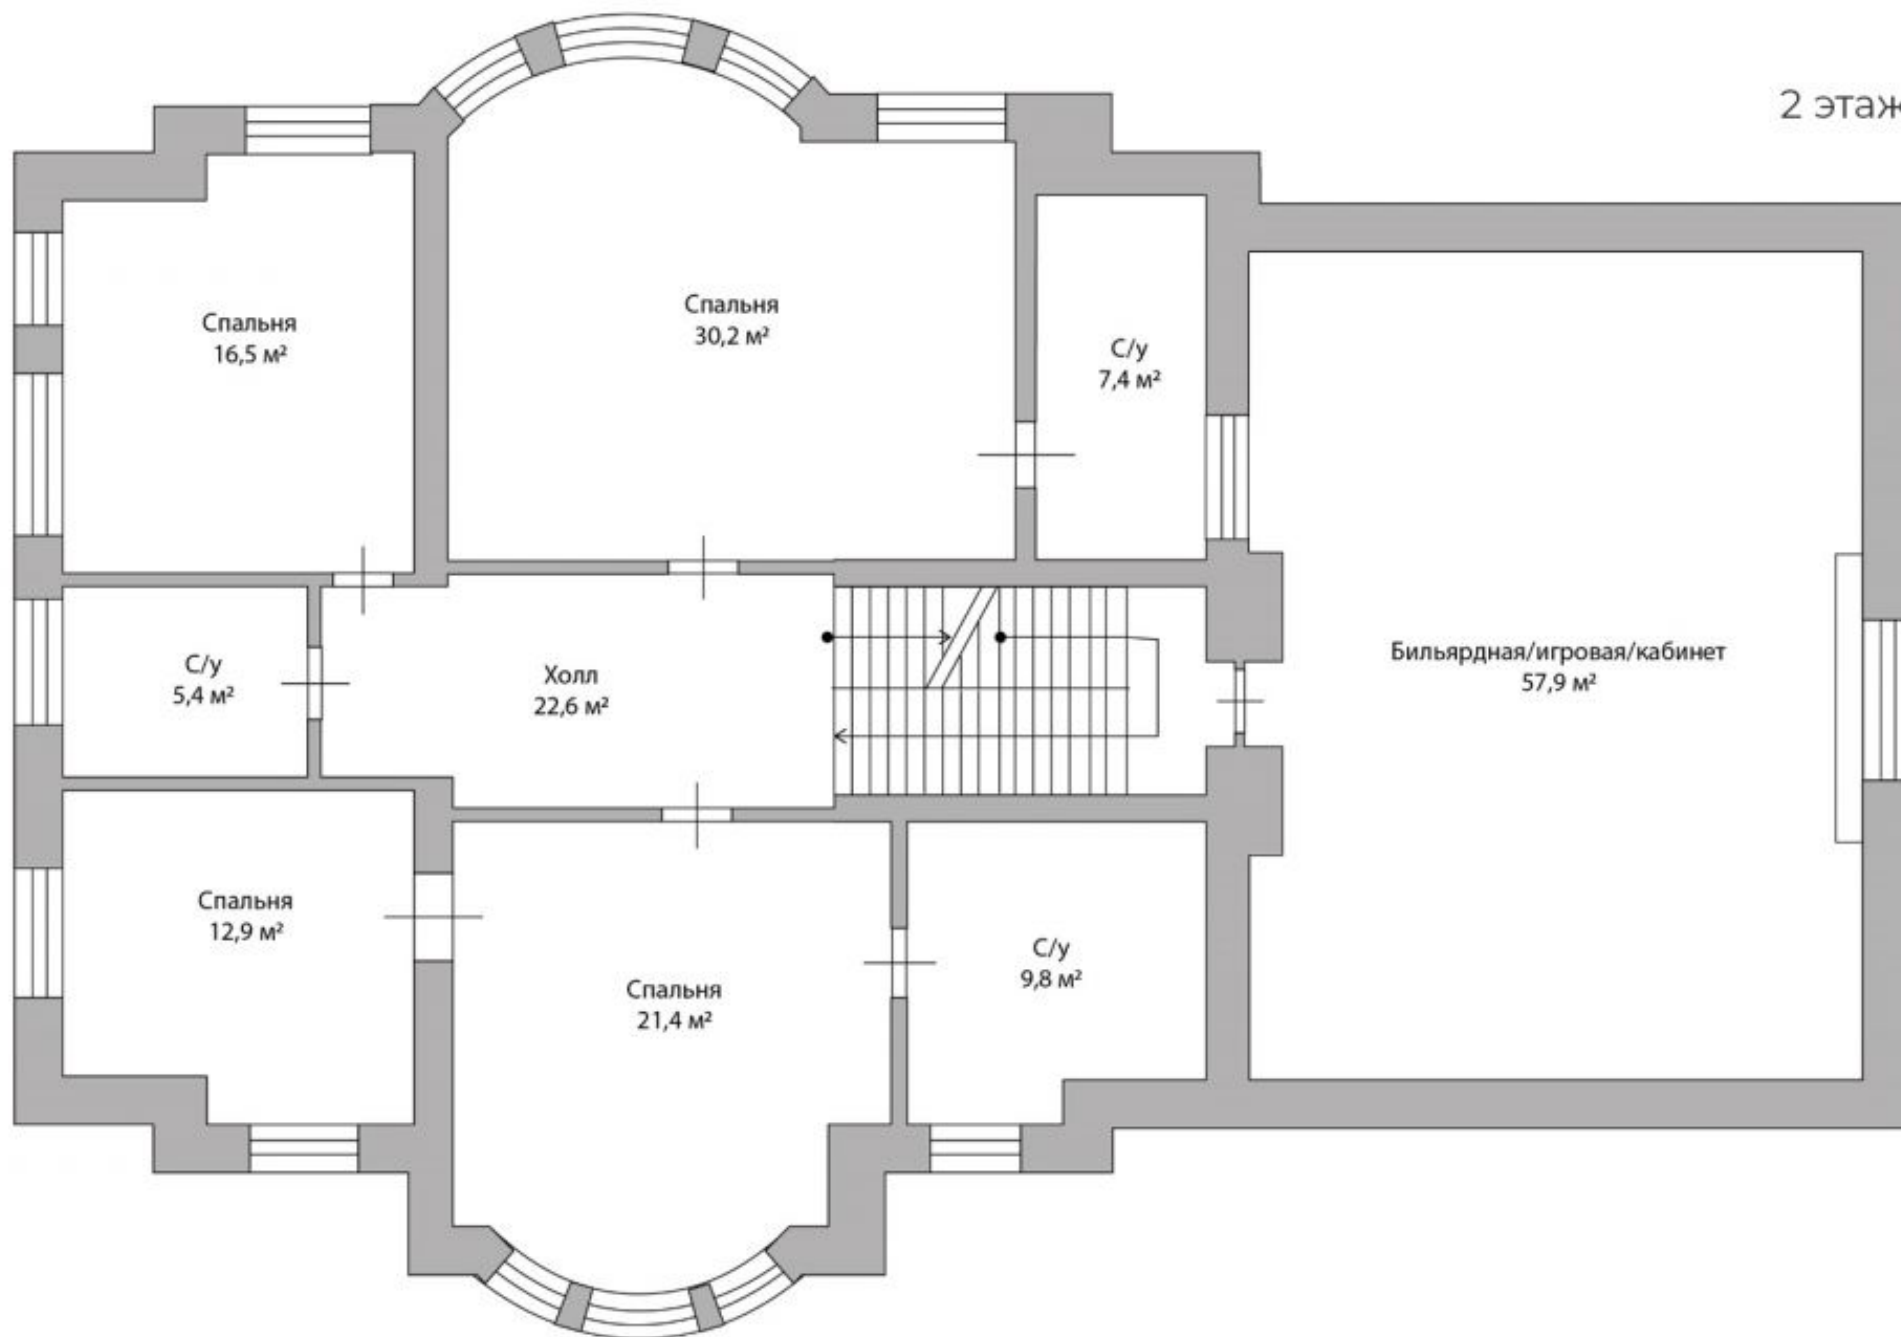 2 этаж
Спальня
16,5 м²
Спальня
30,2 м²
С/у
7,4 м²
С/у
5,4 м²
Холл
22,6 м²
Бильярдная/игровая/кабинет
57,9 м²
Спальня
12,9 м²
Спальня
21,4 м²
С/у
9,8 м²